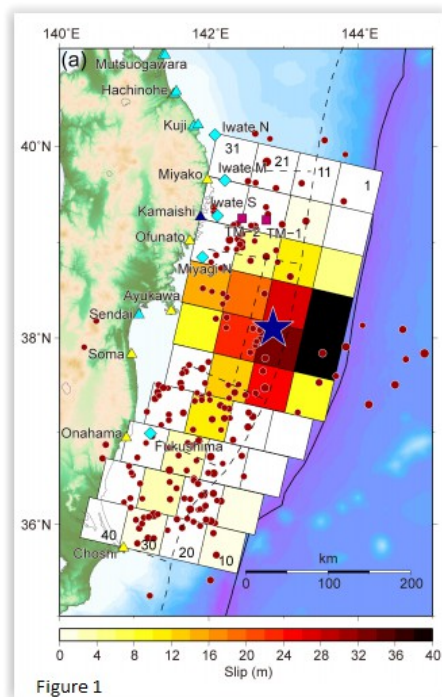 140˚E 142˚E 144˚E
(a)
Mutsuogawara
Hachinohe
40˚N
Kuji
Iwate N
31
21
11
1
Miyako
Iwate M
Kamaishi
Iwate S
Ofunato
TM−2
TM−1
Miyagi N
Ayukawa
Sendai
38˚N
Soma
Onahama
Fukushima
36˚N
40
30
20
10
Choshi
km
0 100 200
0 4 8 12 16 20 24 28 32 36 40
Slip (m)
Figure 1